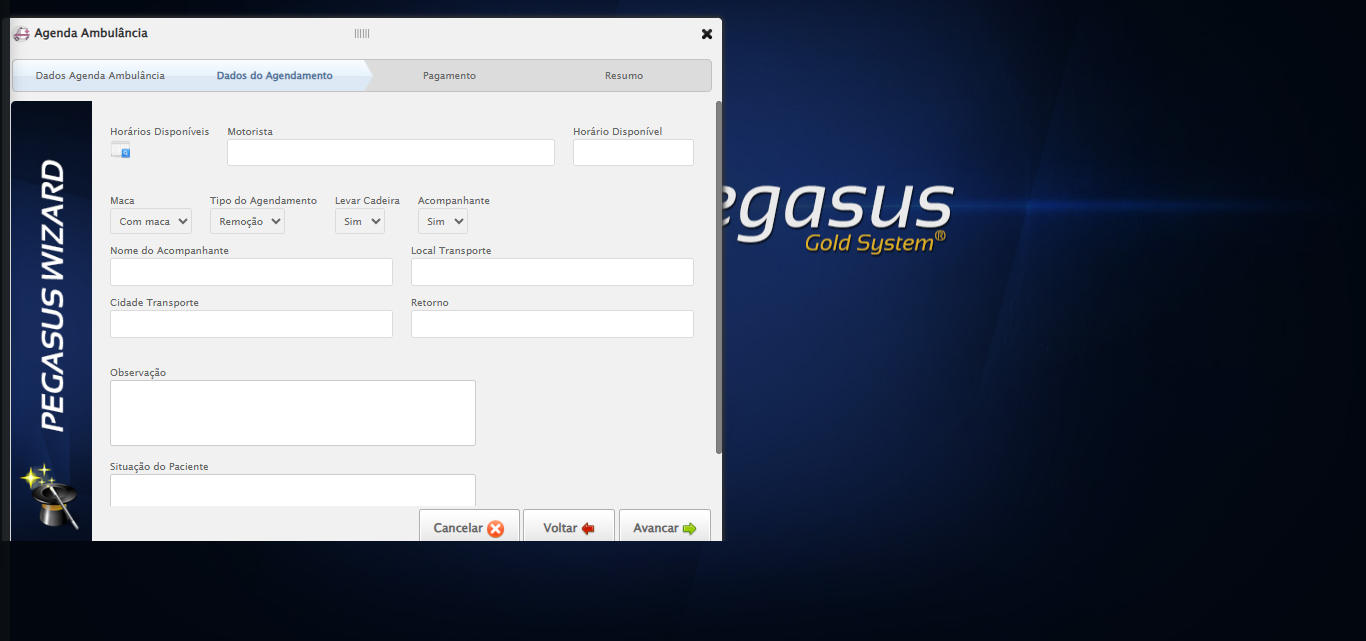 Agenda Ambulância
Dados Agenda Ambulância Dados do Agendamento Pagamento Resumo
PEGASUS WIZARD
Horários Disponíveis Motorista Horário Disponível
Maca Tipo do Agendamento Levar Cadeira Acompanhante
Com maca Remoção Sim Sim
Nome do Acompanhante Local Transporte
Cidade Transporte Retorno
Observação
Situação do Paciente
Cancelar Voltar Avancar
egasus
Gold System®